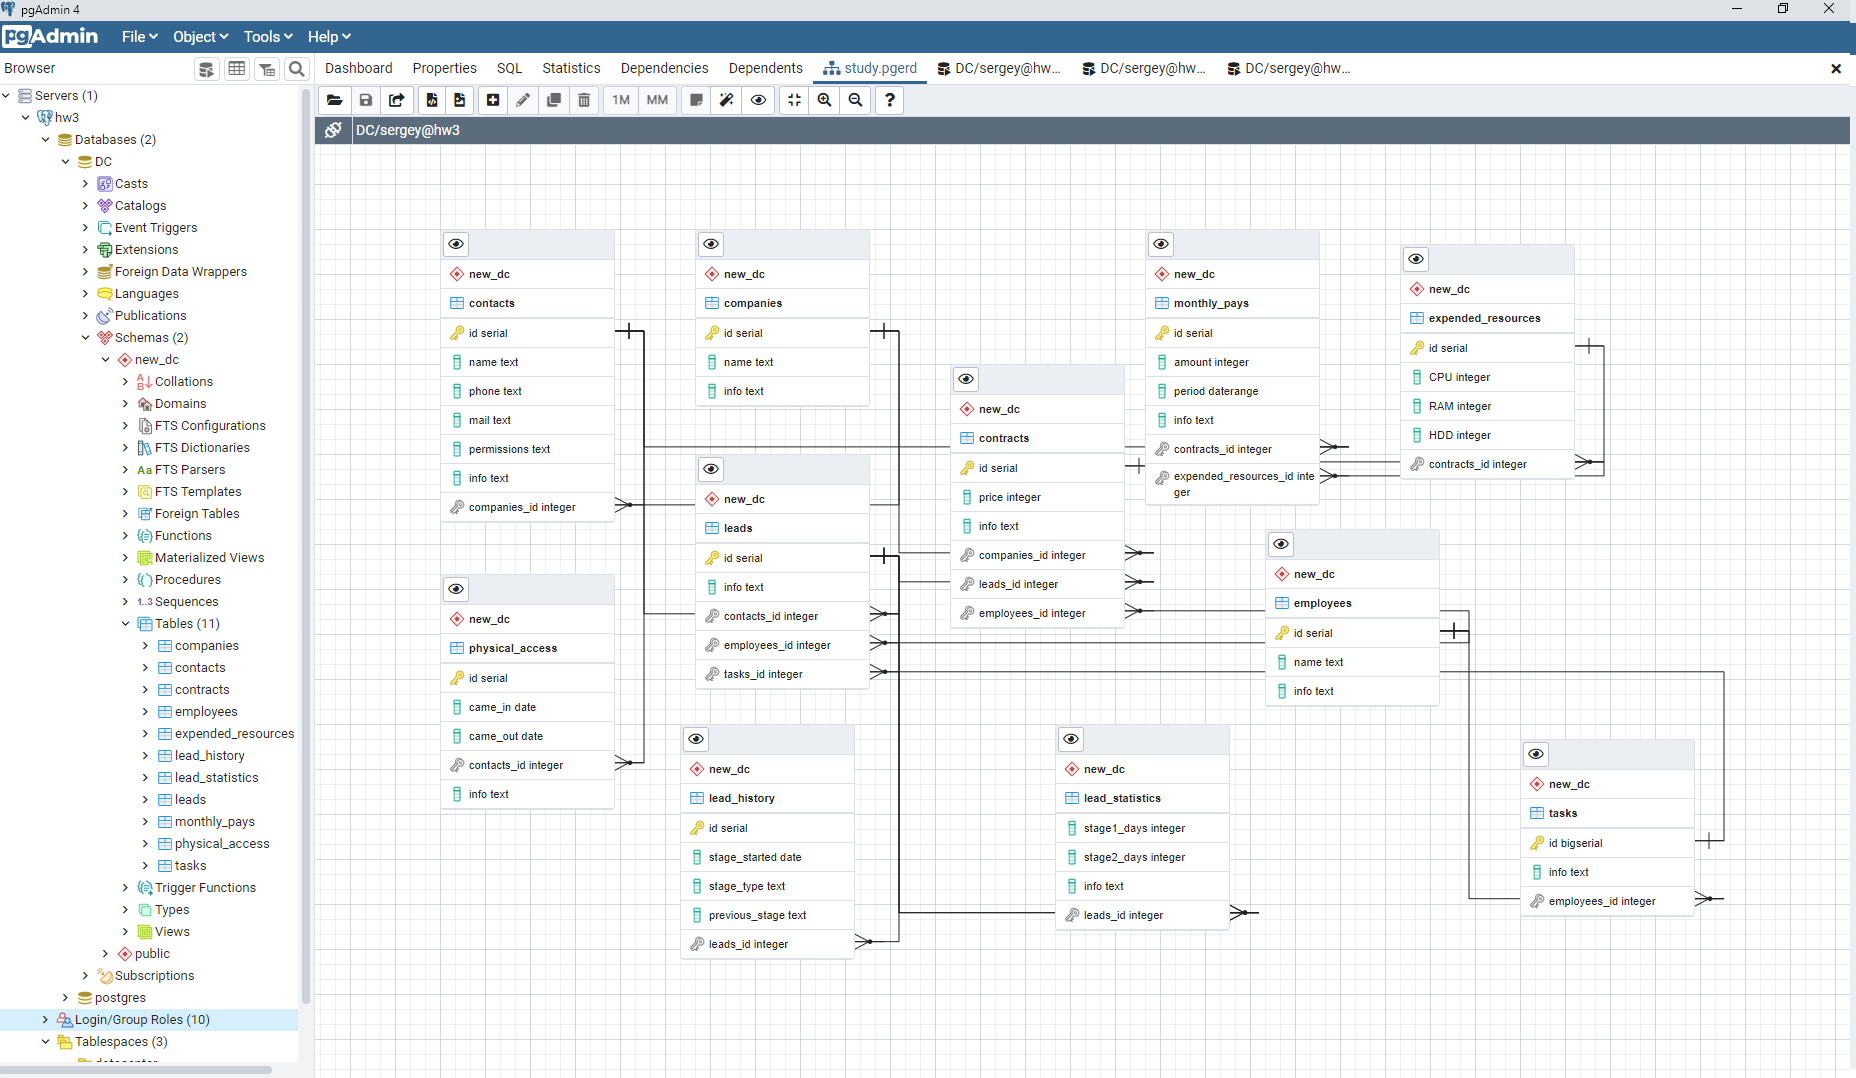 pgAdmin 4
pgAdmin
File
Object
Tools
Help
Browser
Dashboard
Properties
SQL
Statistics
Dependencies
Dependents
study.pgerd
DC/sergey@hw...
DC/sergey@hw...
DC/sergey@hw...
1M
MM
?
DC/sergey@hw3
Servers (1)
hw3
Databases (2)
DC
Casts
Catalogs
Event Triggers
Extensions
Foreign Data Wrappers
Languages
Publications
Schemas (2)
new_dc
Collations
Domains
FTS Configurations
FTS Dictionaries
Aa FTS Parsers
FTS Templates
Foreign Tables
Functions
Materialized Views
Procedures
1..3 Sequences
Tables (11)
companies
contacts
contracts
employees
expended_resources
lead_history
lead_statistics
leads
monthly_pays
physical_access
tasks
Trigger Functions
Types
Views
public
Subscriptions
postgres
Login/Group Roles (10)
Tablespaces (3)
new_dc
contacts
id serial
name text
phone text
mail text
permissions text
info text
companies_id integer
new_dc
companies
id serial
name text
info text
new_dc
monthly_pays
id serial
amount integer
period daterange
info text
contracts_id integer
expended_resources_id inte
ger
new_dc
expended_resources
id serial
CPU integer
RAM integer
HDD integer
contracts_id integer
new_dc
contracts
id serial
price integer
info text
companies_id integer
leads_id integer
employees_id integer
new_dc
leads
id serial
info text
contacts_id integer
employees_id integer
tasks_id integer
new_dc
employees
id serial
name text
info text
new_dc
physical_access
id serial
came_in date
came_out date
contacts_id integer
info text
new_dc
lead_history
id serial
stage_started date
stage_type text
previous_stage text
leads_id integer
new_dc
lead_statistics
stage1_days integer
stage2_days integer
info text
leads_id integer
new_dc
tasks
id bigserial
info text
employees_id integer